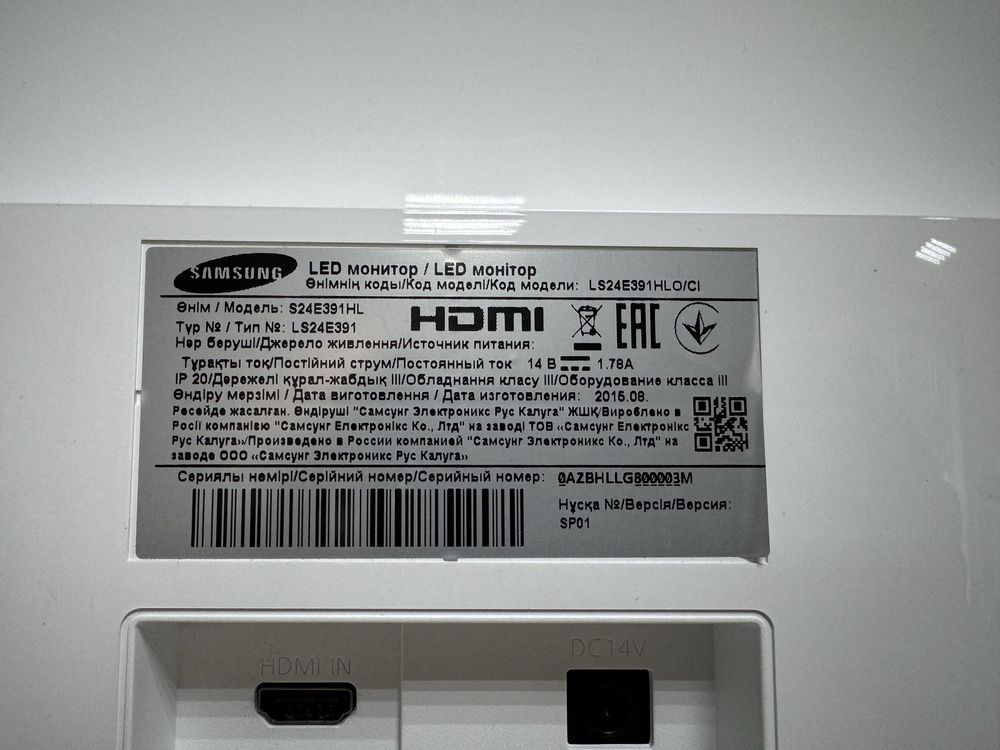 SAMSUNG
LED монитор / LED монітор
Өнімнің коды/Код моделі/Код модели: LS24E391HLO/CI
Өнім / Модель: S24E391HL
Түр № / Тип №: LS24E391
HDMI
EAC
Нәр беруші/Джерело живлення/Источник питания:
Тұрақты ток/Постійний струм/Постоянный ток 14 В 1.78A
IP 20/Дәрежелі құрал-жабдық III/Обладнання класу III/Оборудование класса III
Өндіру мерзімі / Дата виготовлення / Дата изготовления: 2015.08.
Ресейде жасалған. Өндіруші "Самсунг Электроникс Рус Калуга" ЖШҚ/Вироблено в
Росії компанією "Самсунг Електронікс Ко., Лтд" на заводі ТОВ «Самсунг Електронікс
Рус Калуга»/Произведено в России компанией "Самсунг Электроникс Ко., Лтд" на
заводе ООО «Самсунг Электроникс Рус Калуга»
Сериялы нөмірі/Серійний номер/Серийный номер: 0AZBHLLG800003M
Нұсқа №/Версія/Версия:
SP01
HDMI IN
DC14V